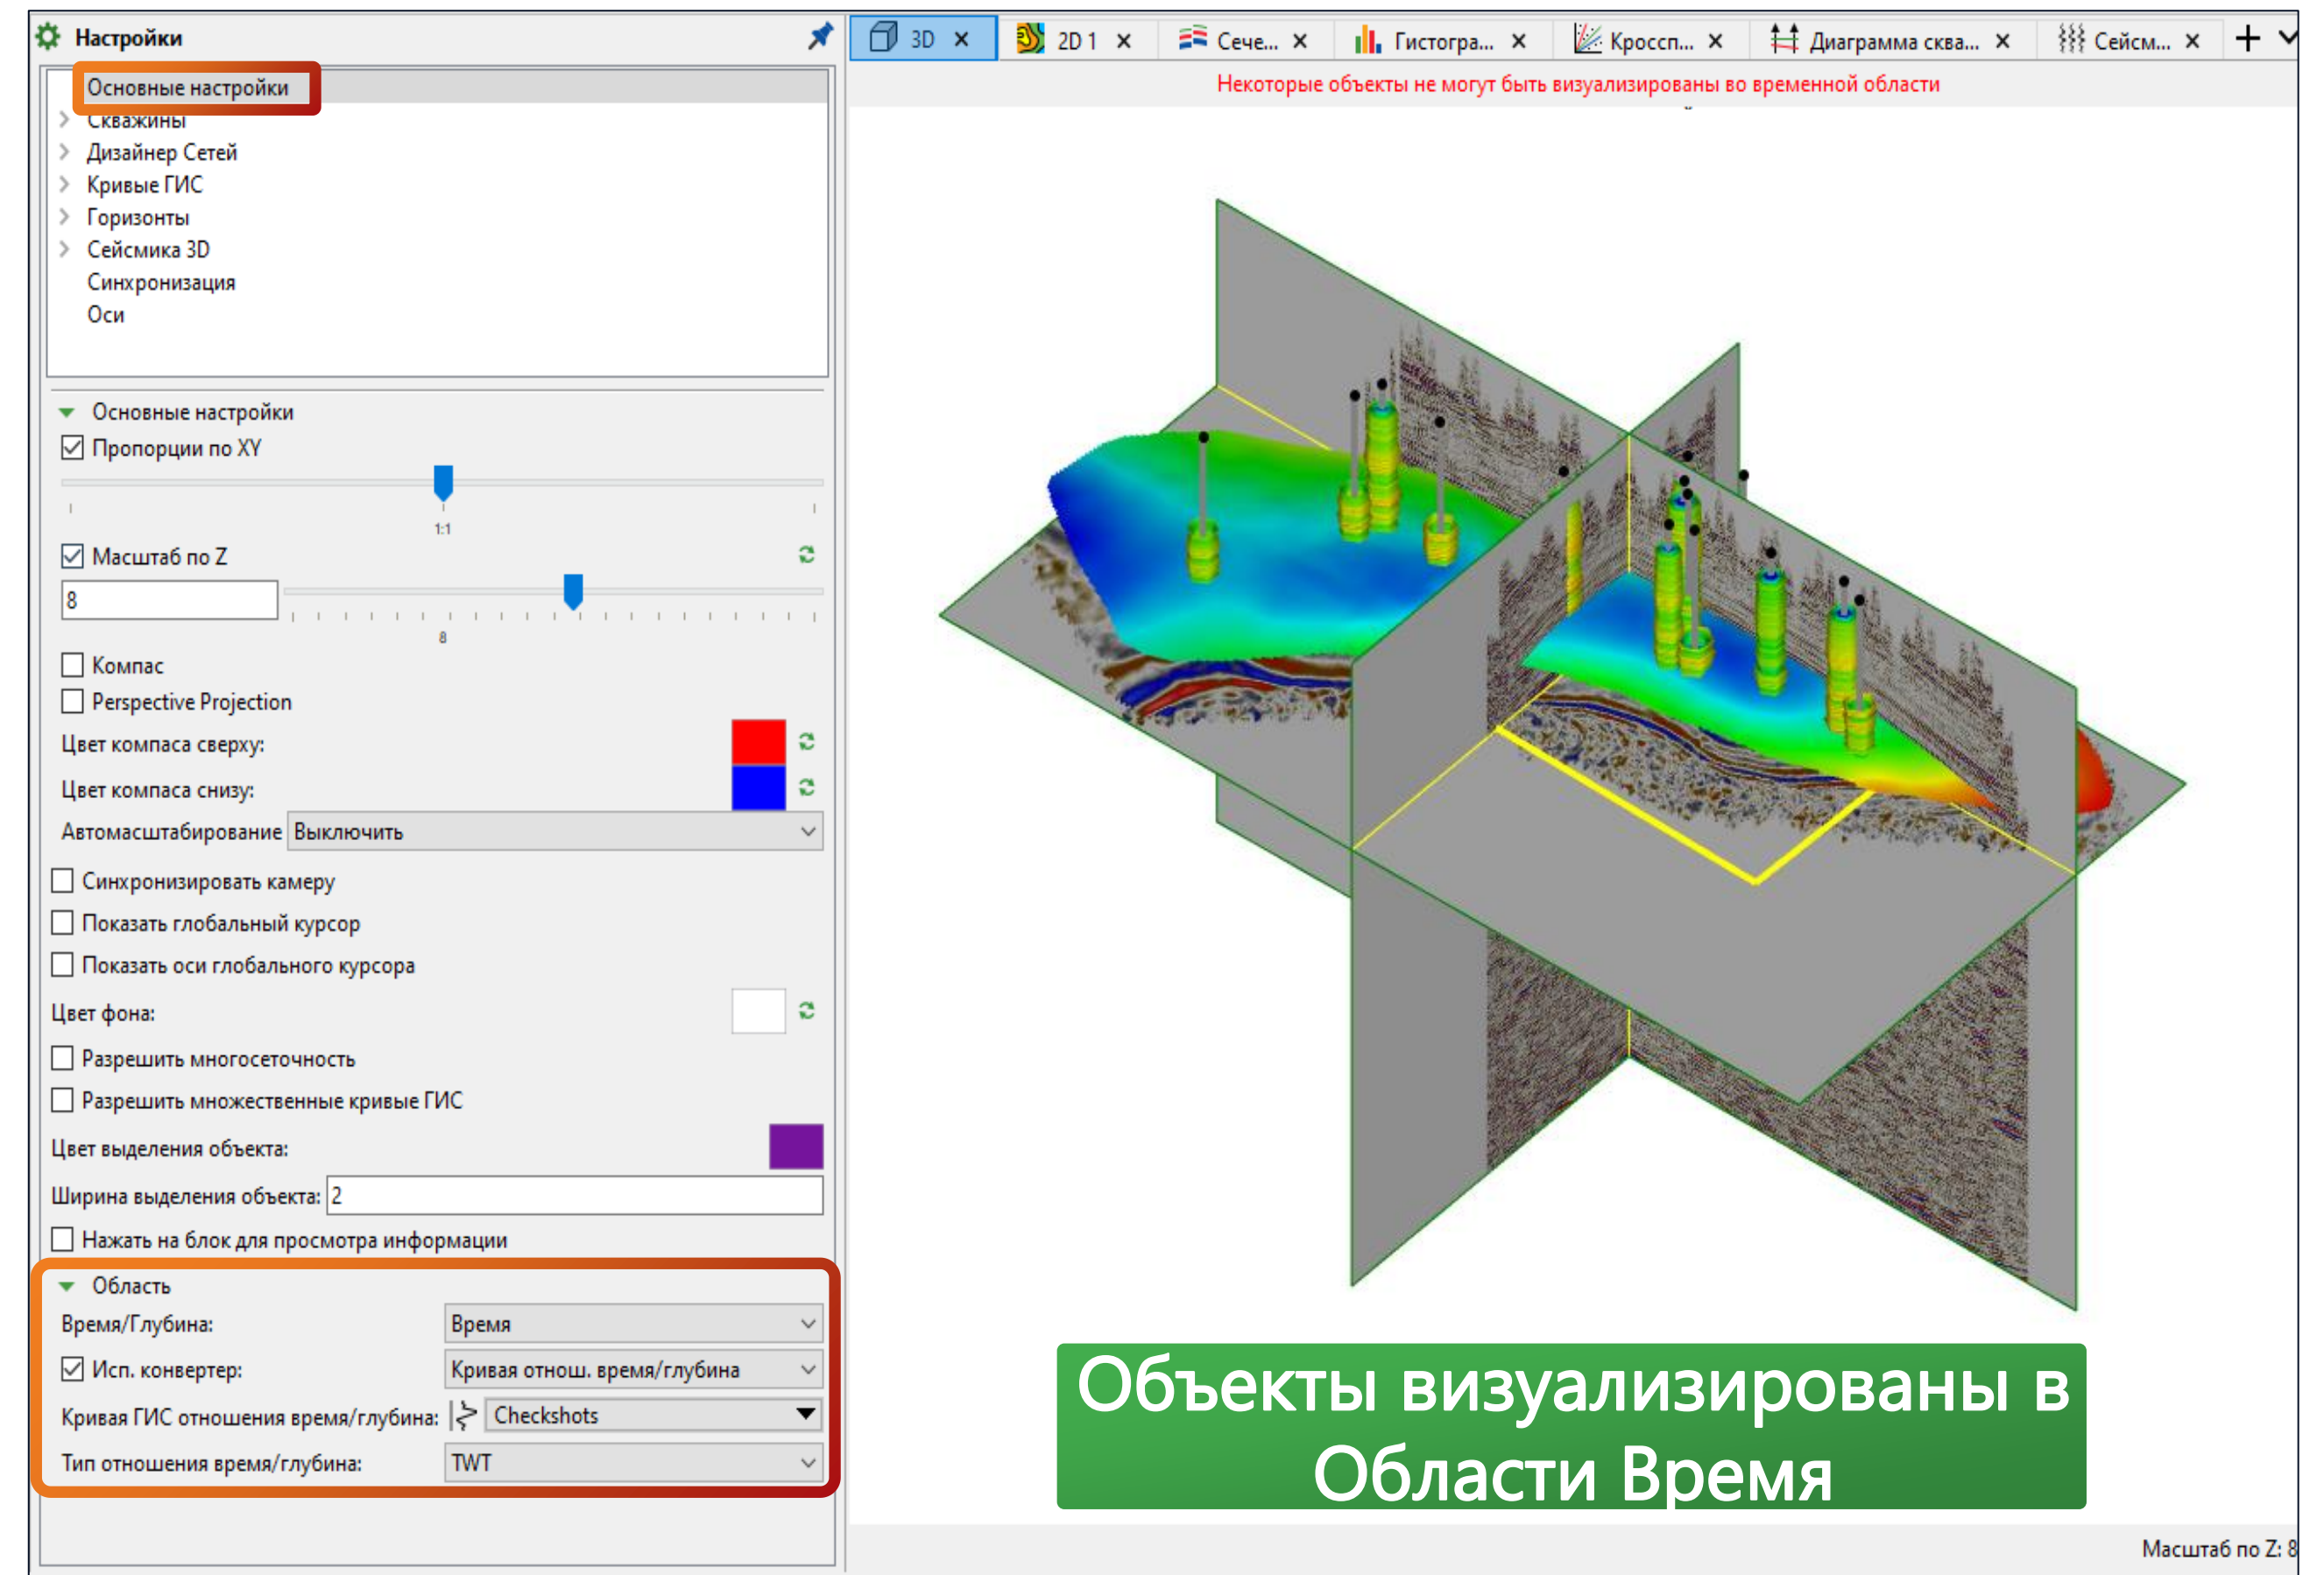 Настройки
Основные настройки
Скважины
Дизайнер Сетей
Кривые ГИС
Горизонты
Сейсмика 3D
Синхронизация
Оси
Основные настройки
Пропорции по XY
1:1
Масштаб по Z
8
8
Компас
Perspective Projection
Цвет компаса сверху:
Цвет компаса снизу:
Автомасштабирование Выключить
Синхронизировать камеру
Показать глобальный курсор
Показать оси глобального курсора
Цвет фона:
Разрешить многосеточность
Разрешить множественные кривые ГИС
Цвет выделения объекта:
Ширина выделения объекта: 2
Нажать на блок для просмотра информации
Область
Время/Глубина: Время
Исп. конвертер: Кривая отнош. время/глубина
Кривая ГИС отношения время/глубина: Checkshots
Тип отношения время/глубина: TWT
3D 2D 1 Сече... Гистогра... Кроссп... Диаграмма сква... Сейсм...
Некоторые объекты не могут быть визуализированы во временной области
Объекты визуализированы в
Области Время
Масштаб по Z: 8